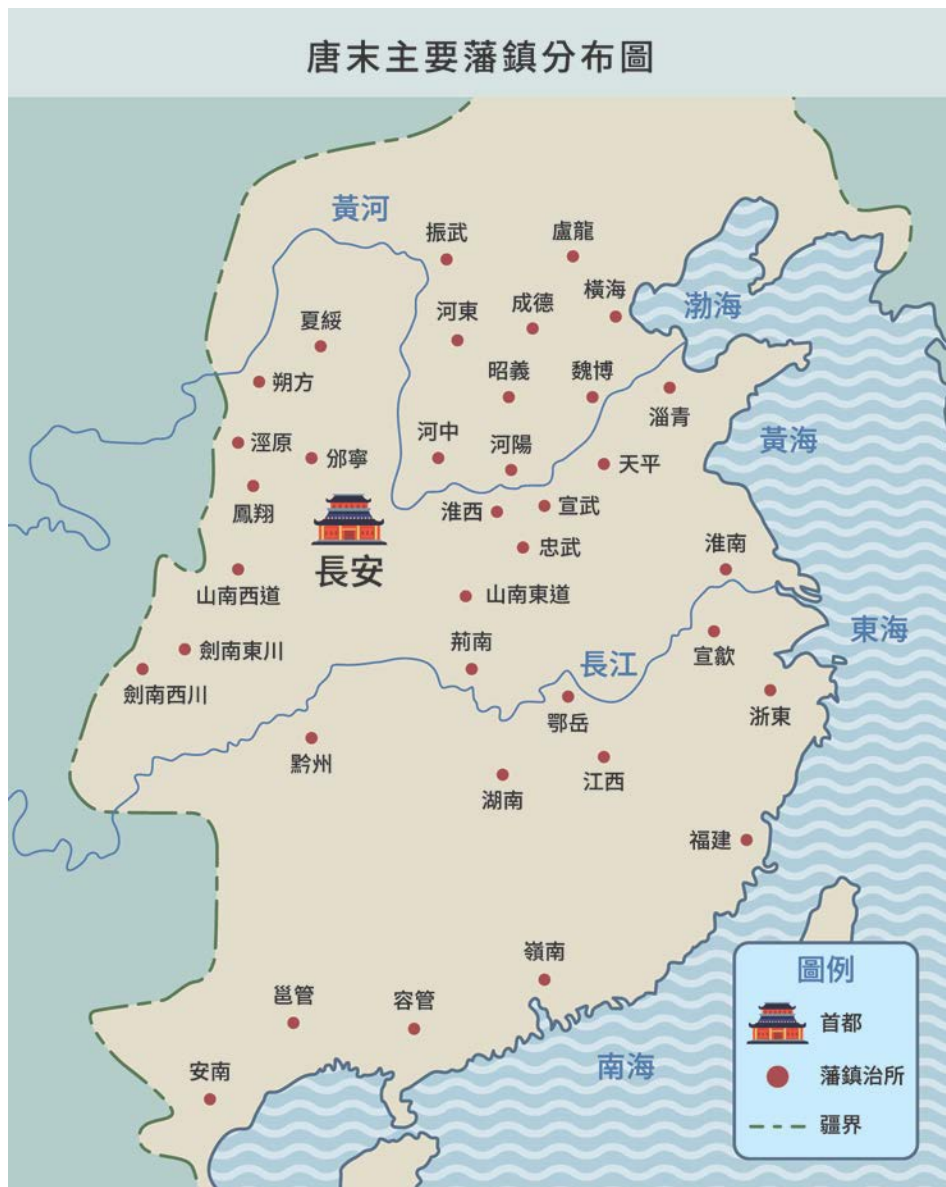 唐末主要藩鎮分布圖
黃河
振武
盧龍
渤海
橫海
成德
河東
夏綏
朔方
昭義
魏博
淄青
黃海
涇原
邠寧
河中
河陽
天平
鳳翔
淮西
宣武
長安
忠武
淮南
山南西道
山南東道
東海
劍南東川
荊南
長江
宣歙
劍南西川
浙東
鄂岳
黔州
江西
湖南
福建
嶺南
邕管
容管
南海
安南
圖例
首都
藩鎮治所
疆界